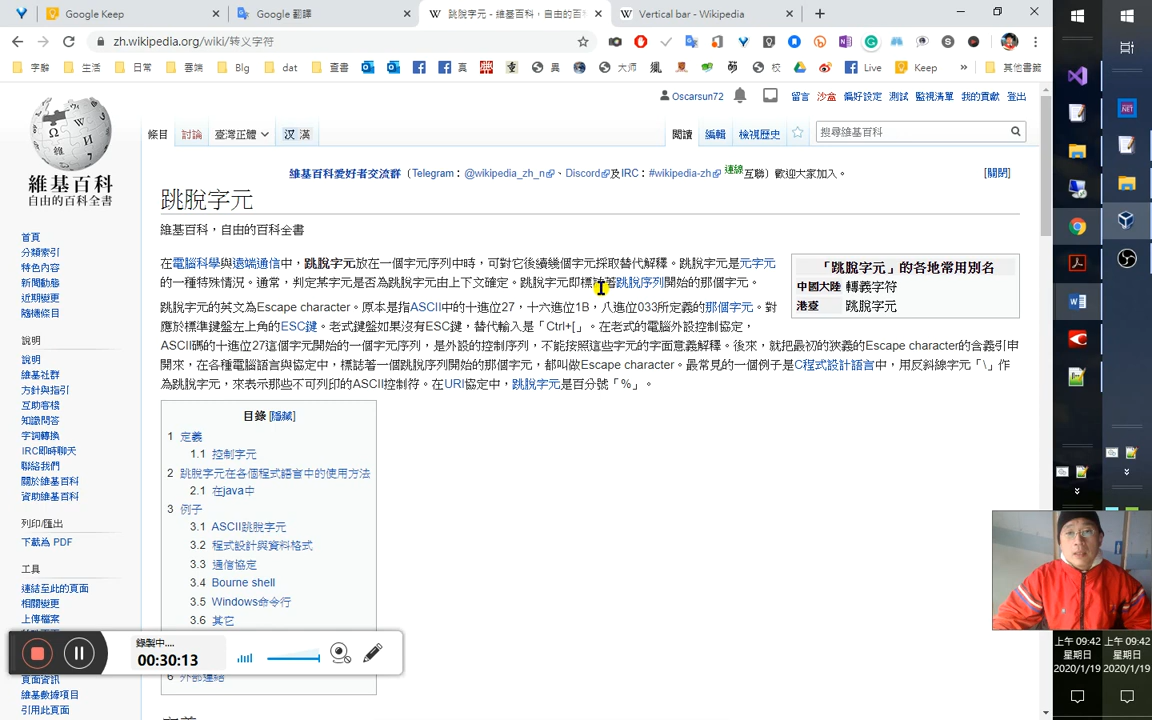 Google Keep
Google 翻譯
跳脫字元 - 維基百科，自由的百
Vertical bar - Wikipedia
zh.wikipedia.org/wiki/转义字符
字辭
生活
日常
雲端
Blg
dat
查書
真
異
大师
校
Live
Keep
»
其他書籤
Oscarsun72
留言
沙盒
偏好設定
測試
監視清單
我的貢獻
登出
條目
討論
臺灣正體
汉 漢
閱讀
編輯
檢視歷史
搜尋維基百科
維基百科
自由的百科全書
維基百科愛好者交流群（Telegram：@wikipedia_zh_n、Discord及IRC：#wikipedia-zh 連線互聯）歡迎大家加入。
[關閉]
跳脫字元
維基百科，自由的百科全書
在電腦科學與遠端通信中，跳脫字元放在一個字元序列中時，可對它後續幾個字元採取替代解釋。跳脫字元是元字元
的一種特殊情況。通常，判定某字元是否為跳脫字元由上下文確定。跳脫字元即標誌著跳脫序列開始的那個字元。
「跳脫字元」的各地常用別名
中國大陸 轉義字符
港臺 跳脫字元
跳脫字元的英文為Escape character。原本是指ASCII中的十進位27，十六進位1B，八進位033所定義的那個字元。對
應於標準鍵盤左上角的ESC鍵。老式鍵盤如果沒有ESC鍵，替代輸入是「Ctrl+[」。在老式的電腦外設控制協定，
ASCII碼的十進位27這個字元開始的一個字元序列，是外設的控制序列，不能按照這些字元的字面意義解釋。後來，就把最初的狹義的Escape character的含義引申
開來，在各種電腦語言與協定中，標誌著一個跳脫序列開始的那個字元，都叫做Escape character。最常見的一個例子是C程式設計語言中，用反斜線字元「\」作
為跳脫字元，來表示那些不可列印的ASCII控制符。在URI協定中，跳脫字元是百分號「%」。
目錄 [隱藏]
1 定義
1.1 控制字元
2 跳脫字元在各個程式語言中的使用方法
2.1 在java中
3 例子
3.1 ASCII跳脫字元
3.2 程式設計與資料格式
3.3 通信協定
3.4 Bourne shell
3.5 Windows命令行
3.6 其它
6 外部連結
首頁
分類索引
特色內容
新聞動態
近期變更
隨機條目
說明
說明
維基社群
方針與指引
互助客棧
知識問答
字詞轉換
IRC即時聊天
聯絡我們
關於維基百科
資助維基百科
列印/匯出
下載為 PDF
工具
連結至此的頁面
相關變更
上傳檔案
頁面資訊
維基數據項目
引用此頁面
錄製中....
00:30:13
上午 09:42
星期日
2020/1/19
上午 09:42
星期日
2020/1/19